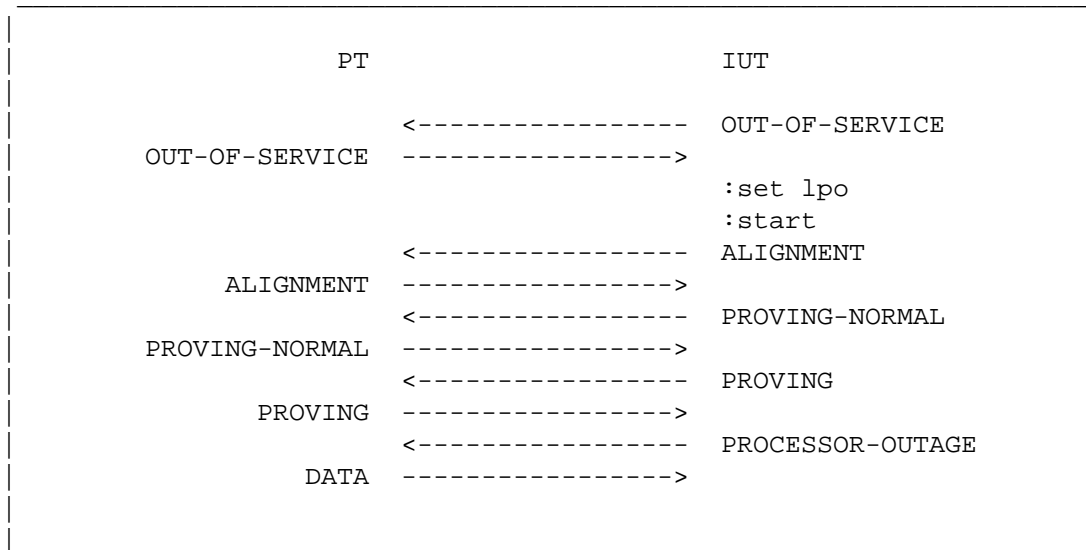 PT IUT
<----------------- OUT-OF-SERVICE
OUT-OF-SERVICE ----------------->
:set lpo
:start
<----------------- ALIGNMENT
ALIGNMENT ----------------->
<----------------- PROVING-NORMAL
PROVING-NORMAL ----------------->
<----------------- PROVING
PROVING ----------------->
<----------------- PROCESSOR-OUTAGE
DATA ----------------->